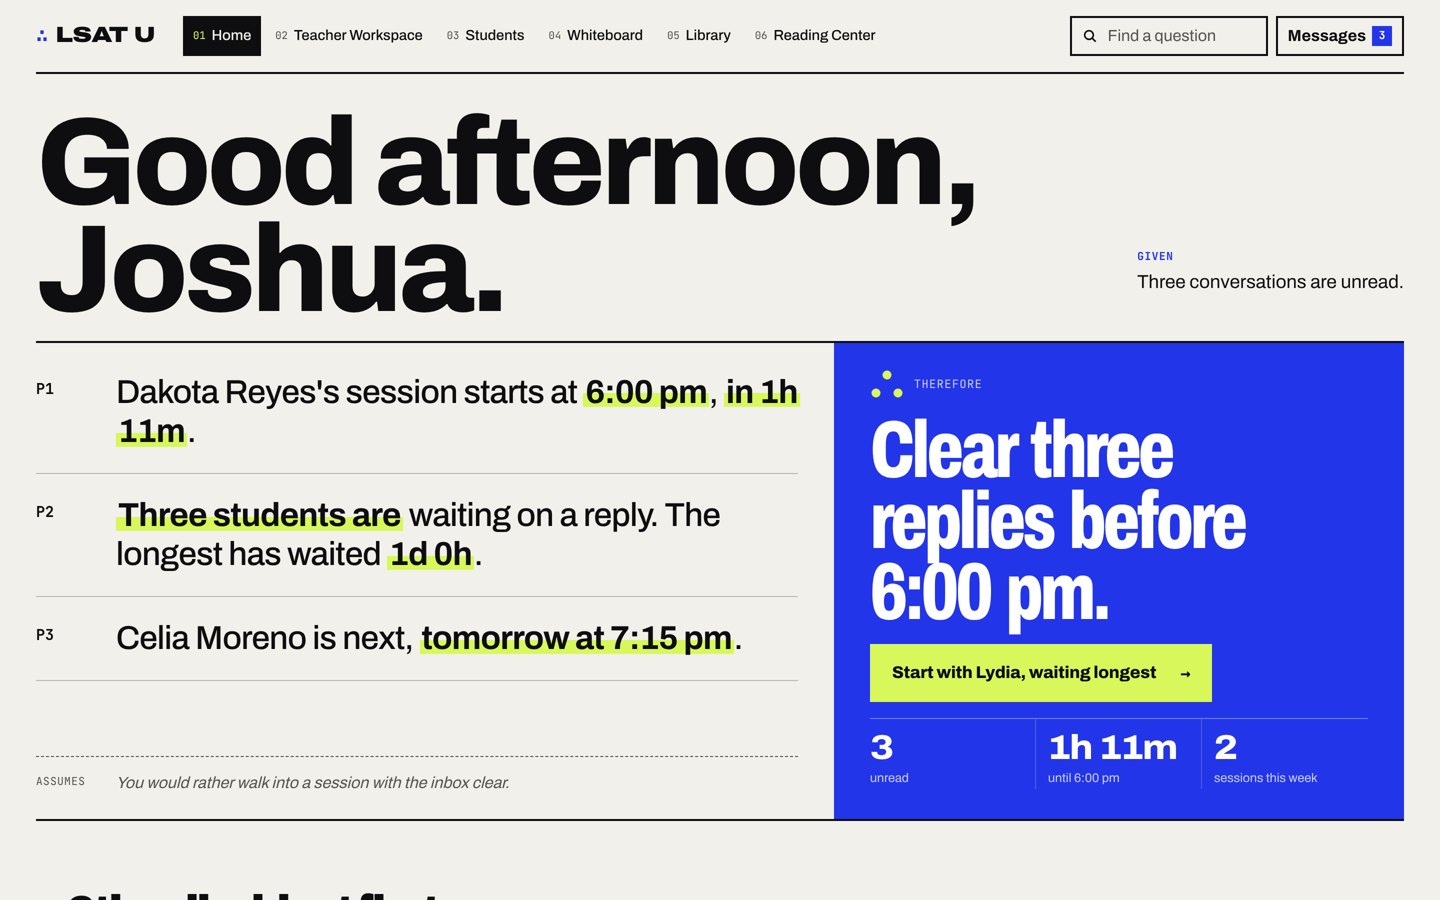 LSAT U
01 Home
02 Teacher Workspace
03 Students
04 Whiteboard
05 Library
06 Reading Center
Find a question
Messages 3
Good afternoon,
Joshua.
GIVEN
Three conversations are unread.
P1
Dakota Reyes's session starts at 6:00 pm, in 1h
11m.
P2
Three students are waiting on a reply. The
longest has waited 1d 0h.
P3
Celia Moreno is next, tomorrow at 7:15 pm.
ASSUMES
You would rather walk into a session with the inbox clear.
THEREFORE
Clear three
replies before
6:00 pm.
Start with Lydia, waiting longest →
3
unread
1h 11m
until 6:00 pm
2
sessions this week